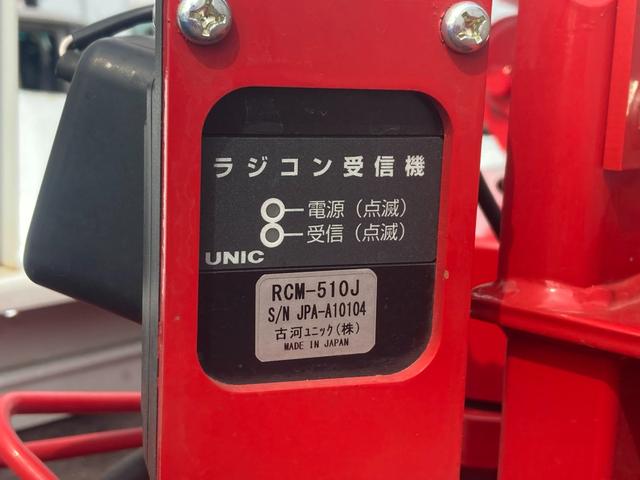 ラジコン受信機
電源（点滅）
受信（点滅）
UNIC
RCM-510J
S/N JPA-A10104
古河ユニック(株)
MADE IN JAPAN